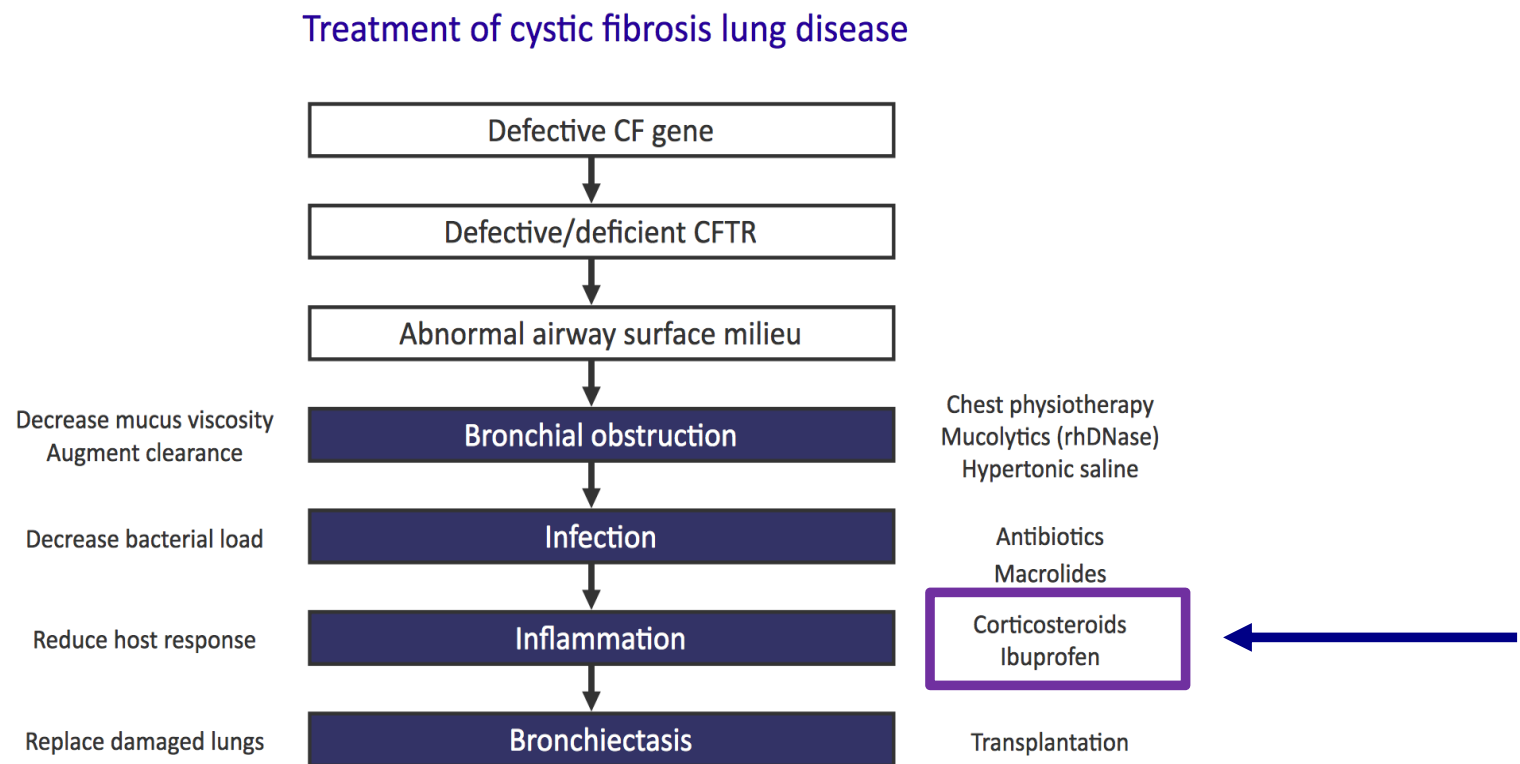 Treatment of cystic fibrosis lung disease
Defective CF gene
Defective/deficient CFTR
Abnormal airway surface milieu
Decrease mucus viscosity
Augment clearance
Bronchial obstruction
Chest physiotherapy
Mucolytics (rhDNase)
Hypertonic saline
Decrease bacterial load
Infection
Antibiotics
Macrolides
Reduce host response
Inflammation
Corticosteroids
Ibuprofen
Replace damaged lungs
Bronchiectasis
Transplantation